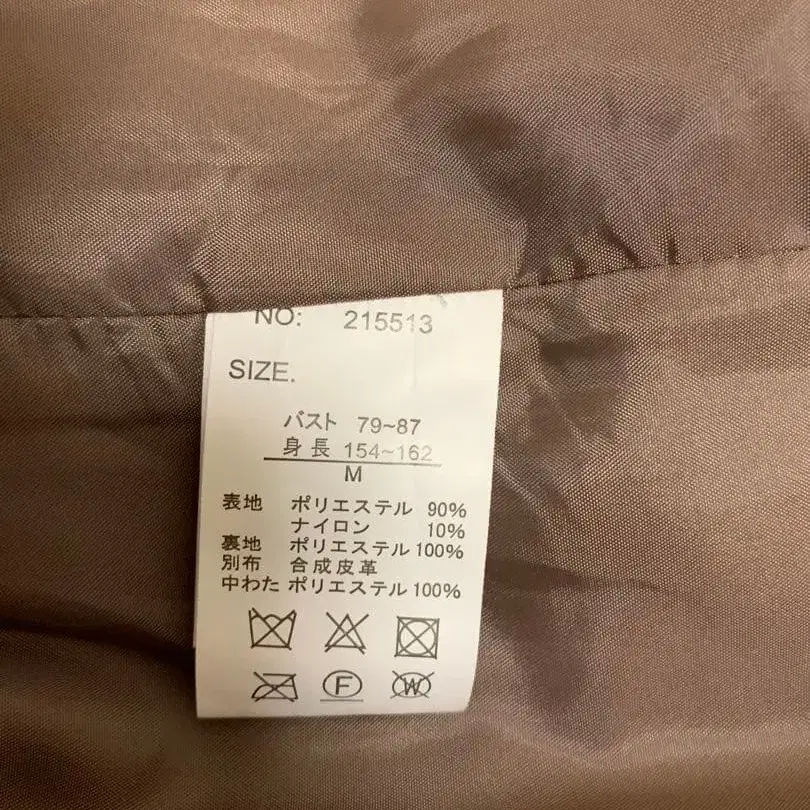 NO: 215513
SIZE.
バスト 79~87
身長 154~162
M
表地 ポリエステル 90%
ナイロン 10%
裏地 ポリエステル 100%
別布 合成皮革
中わた ポリエステル 100%
F W